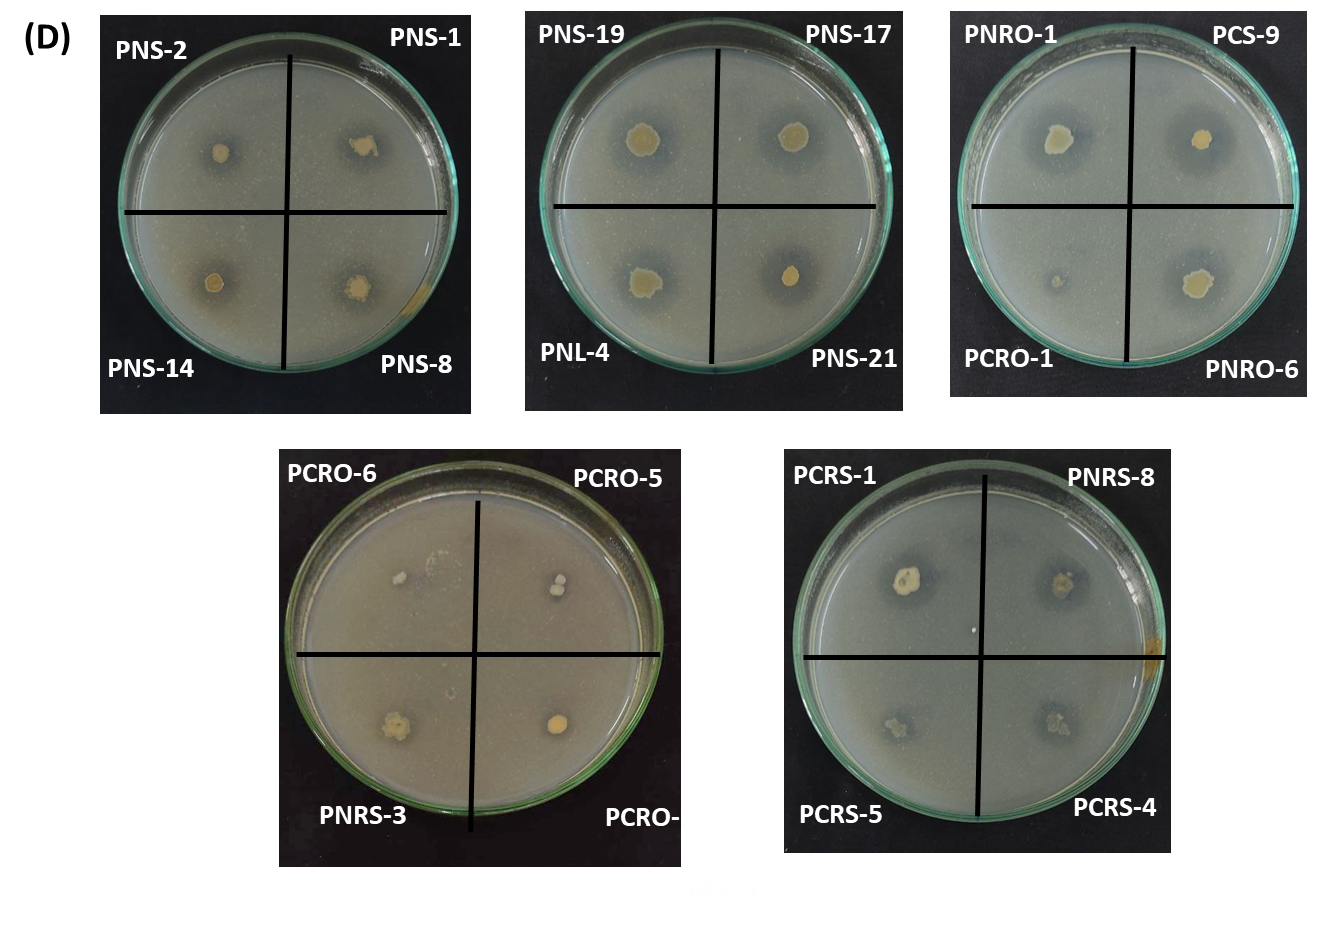 (D)
PNS-2
PNS-1
PNS-14
PNS-8
PNS-19
PNS-17
PNL-4
PNS-21
PNRO-1
PCS-9
PCRO-1
PNRO-6
PCRO-6
PCRO-5
PNRS-3
PCRO-
PCRS-1
PNRS-8
PCRS-5
PCRS-4